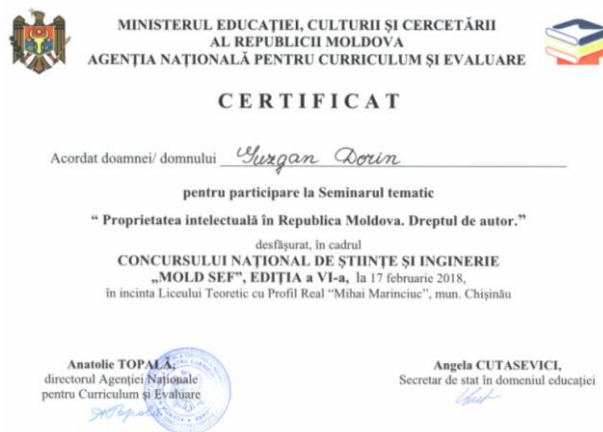 MINISTERUL EDUCAȚIEI, CULTURII ȘI CERCETĂRII
AL REPUBLICII MOLDOVA
AGENȚIA NAȚIONALĂ PENTRU CURRICULUM ȘI EVALUARE
CERTIFICAT
Acordat doamnei/ domnului Guzgan Dorin
pentru participare la Seminarul tematic
“ Proprietatea intelectuală în Republica Moldova. Dreptul de autor.”
desfășurat, în cadrul
CONCURSULUI NAȚIONAL DE ȘTIINȚE ȘI INGINERIE
„MOLD SEF”, EDIȚIA a VI-a, la 17 februarie 2018,
în incinta Liceului Teoretic cu Profil Real “Mihai Marinciuc”, mun. Chișinău
Anatolie TOPALĂ,
directorul Agenției Naționale
pentru Curriculum și Evaluare
Angela CUTASEVICI,
Secretar de stat în domeniul educației